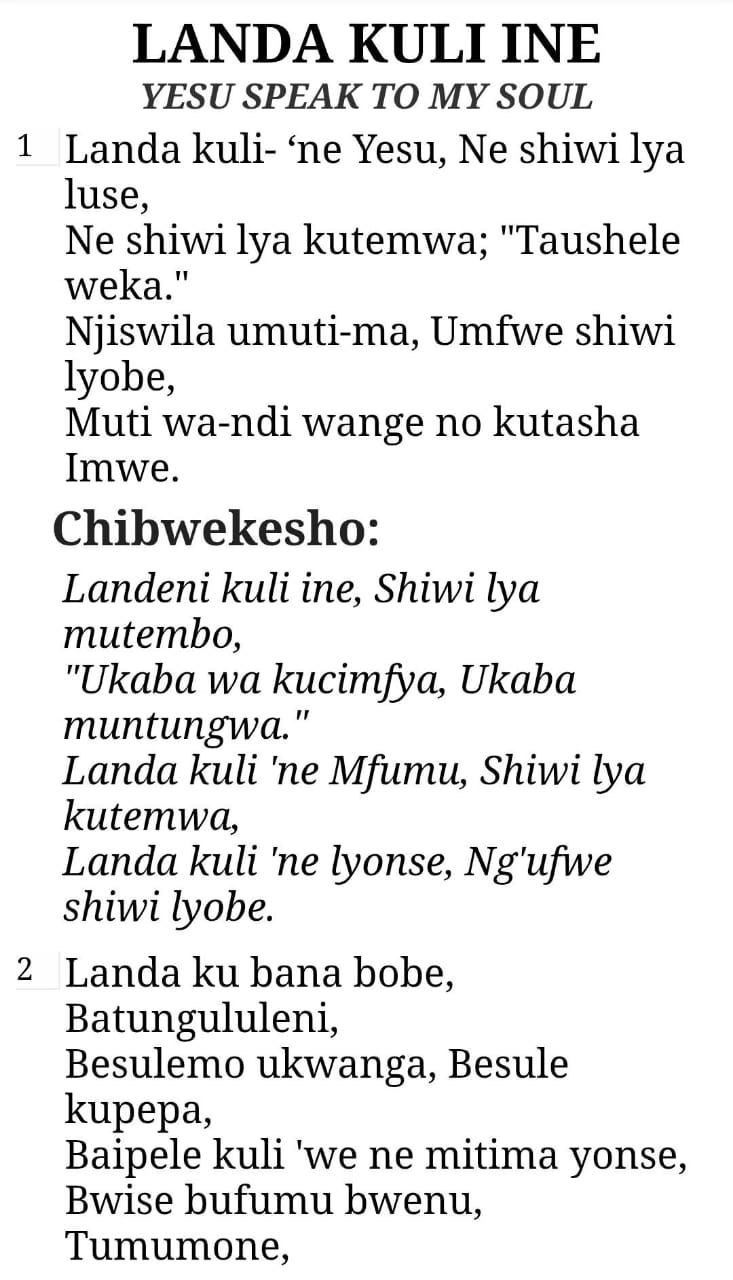 LANDA KULI INE
YESU SPEAK TO MY SOUL
1 Landa kuli- ‘ne Yesu, Ne shiwi lya
luse,
Ne shiwi lya kutemwa; "Taushele
weka."
Njiswila umuti-ma, Umfwe shiwi
lyobe,
Muti wa-ndi wange no kutasha
Imwe.
Chibwekesho:
Landeni kuli ine, Shiwi lya
mutembo,
"Ukaba wa kucimfya, Ukaba
muntungwa."
Landa kuli 'ne Mfumu, Shiwi lya
kutemwa,
Landa kuli 'ne lyonse, Ng'ufwe
shiwi lyobe.
2 Landa ku bana bobe,
Batungululeni,
Besulemo ukwanga, Besule
kupepa,
Baipele kuli 'we ne mitima yonse,
Bwise bufumu bwenu,
Tumumone,